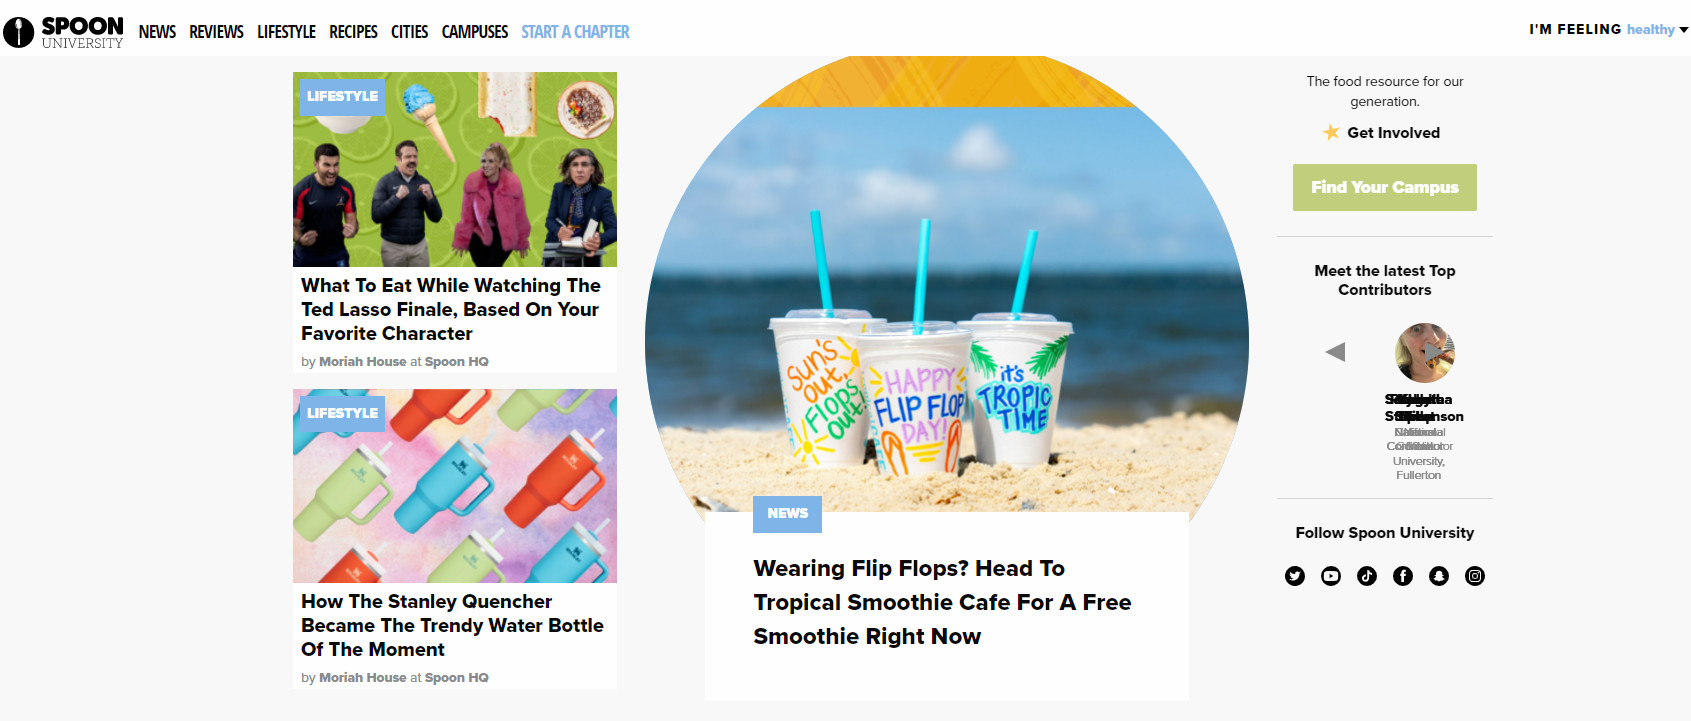 SPOON
UNIVERSITY
NEWS REVIEWS LIFESTYLE RECIPES CITIES CAMPUSES START A CHAPTER
I'M FEELING healthy
LIFESTYLE
What To Eat While Watching The
Ted Lasso Finale, Based On Your
Favorite Character
by Moriah House at Spoon HQ
LIFESTYLE
How The Stanley Quencher
Became The Trendy Water Bottle
Of The Moment
by Moriah House at Spoon HQ
SUN'S
OUT,
FLOPS
OUT!
HAPPY
FLIP FLOP
DAY!
it's
TROPIC
TIME
NEWS
Wearing Flip Flops? Head To
Tropical Smoothie Cafe For A Free
Smoothie Right Now
The food resource for our
generation.
Get Involved
Find Your Campus
Meet the latest Top
Contributors
University,
Fullerton
Follow Spoon University